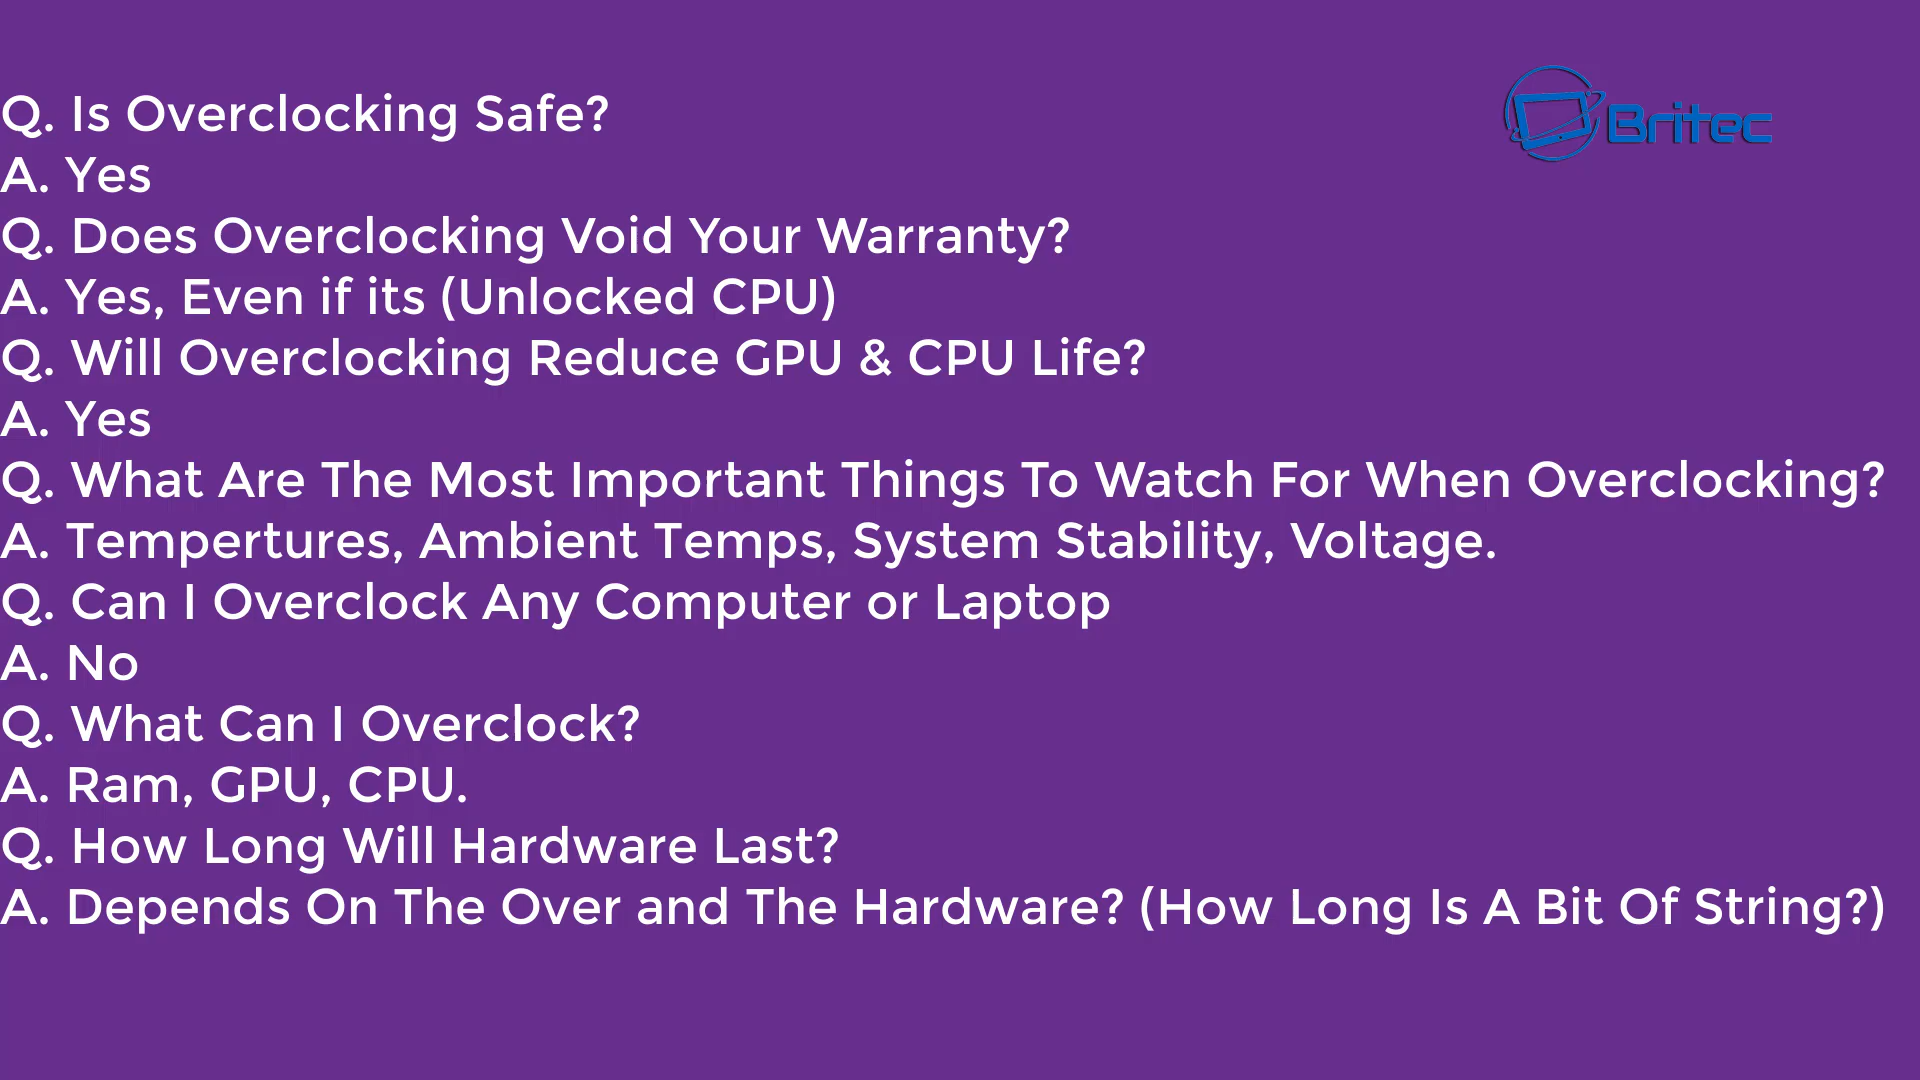 Q. Is Overclocking Safe?
Britec
A. Yes
Q. Does Overclocking Void Your Warranty?
A. Yes, Even if its (Unlocked CPU)
Q. Will Overclocking Reduce GPU & CPU Life?
A. Yes
Q. What Are The Most Important Things To Watch For When Overclocking?
A. Tempertures, Ambient Temps, System Stability, Voltage.
Q. Can I Overclock Any Computer or Laptop
A. No
Q. What Can I Overclock?
A. Ram, GPU, CPU.
Q. How Long Will Hardware Last?
A. Depends On The Over and The Hardware? (How Long Is A Bit Of String?)